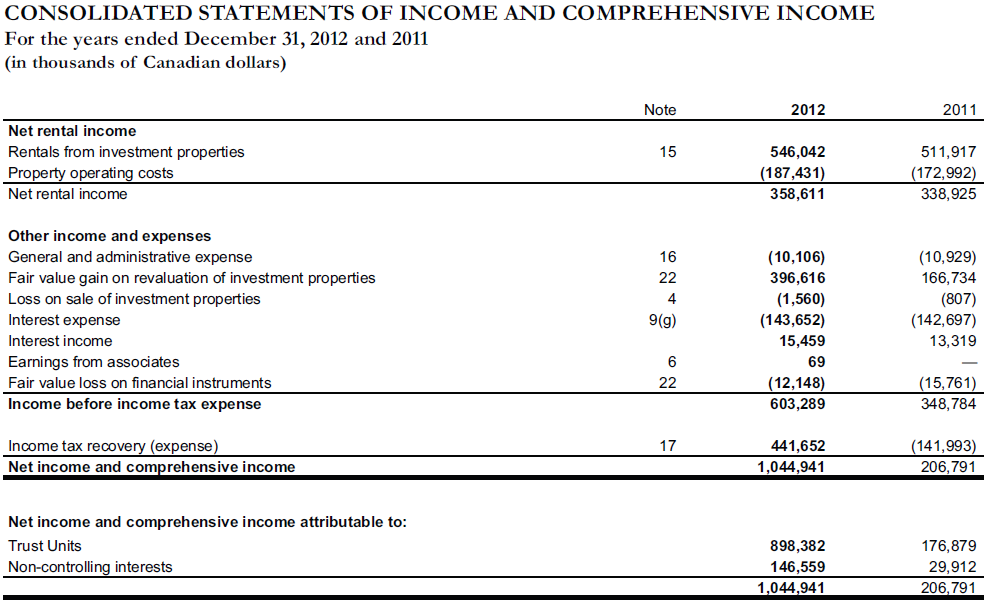 CONSOLIDATED STATEMENTS OF INCOME AND COMPREHENSIVE INCOME
For the years ended December 31, 2012 and 2011
(in thousands of Canadian dollars)
Note 2012 2011
Net rental income
Rentals from investment properties 15 546,042 511,917
Property operating costs (187,431) (172,992)
Net rental income 358,611 338,925
Other income and expenses
General and administrative expense 16 (10,106) (10,929)
Fair value gain on revaluation of investment properties 22 396,616 166,734
Loss on sale of investment properties 4 (1,560) (807)
Interest expense 9(g) (143,652) (142,697)
Interest income 15,459 13,319
Earnings from associates 6 69 —
Fair value loss on financial instruments 22 (12,148) (15,761)
Income before income tax expense 603,289 348,784
Income tax recovery (expense) 17 441,652 (141,993)
Net income and comprehensive income 1,044,941 206,791
Net income and comprehensive income attributable to:
Trust Units 898,382 176,879
Non-controlling interests 146,559 29,912
1,044,941 206,791